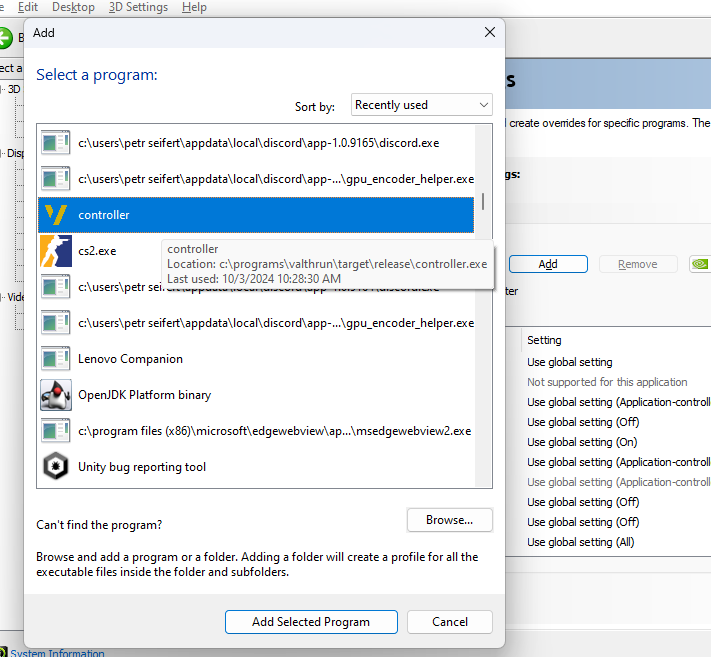 Edit Desktop 3D Settings Help
Add
Select a program:
Sort by: Recently used
c:\users\petr seifert\appdata\local\discord\app-1.0.9165\discord.exe
c:\users\petr seifert\appdata\local\discord\app-...\gpu_encoder_helper.exe
controller
cs2.exe
controller
Location: c:\programs\valthrun\target\release\controller.exe
Last used: 10/3/2024 10:28:30 AM
c:\users\petr
c:\users\petr seifert\appdata\local\discord\app-...\gpu_encoder_helper.exe
Lenovo Companion
OpenJDK Platform binary
c:\program files (x86)\microsoft\edgewebview\ap...\msedgewebview2.exe
Unity bug reporting tool
Can't find the program?
Browse...
Browse and add a program or a folder. Adding a folder will create a profile for all the
executable files inside the folder and subfolders.
Add Selected Program
Cancel
3D
System Information
create overrides for specific programs. The
gs:
Add
Remove
ter
Setting
Use global setting
Not supported for this application
Use global setting (Application-controll
Use global setting (Off)
Use global setting (On)
Use global setting (Application-controll
Use global setting (Application-controll
Use global setting (Off)
Use global setting (Off)
Use global setting (All)